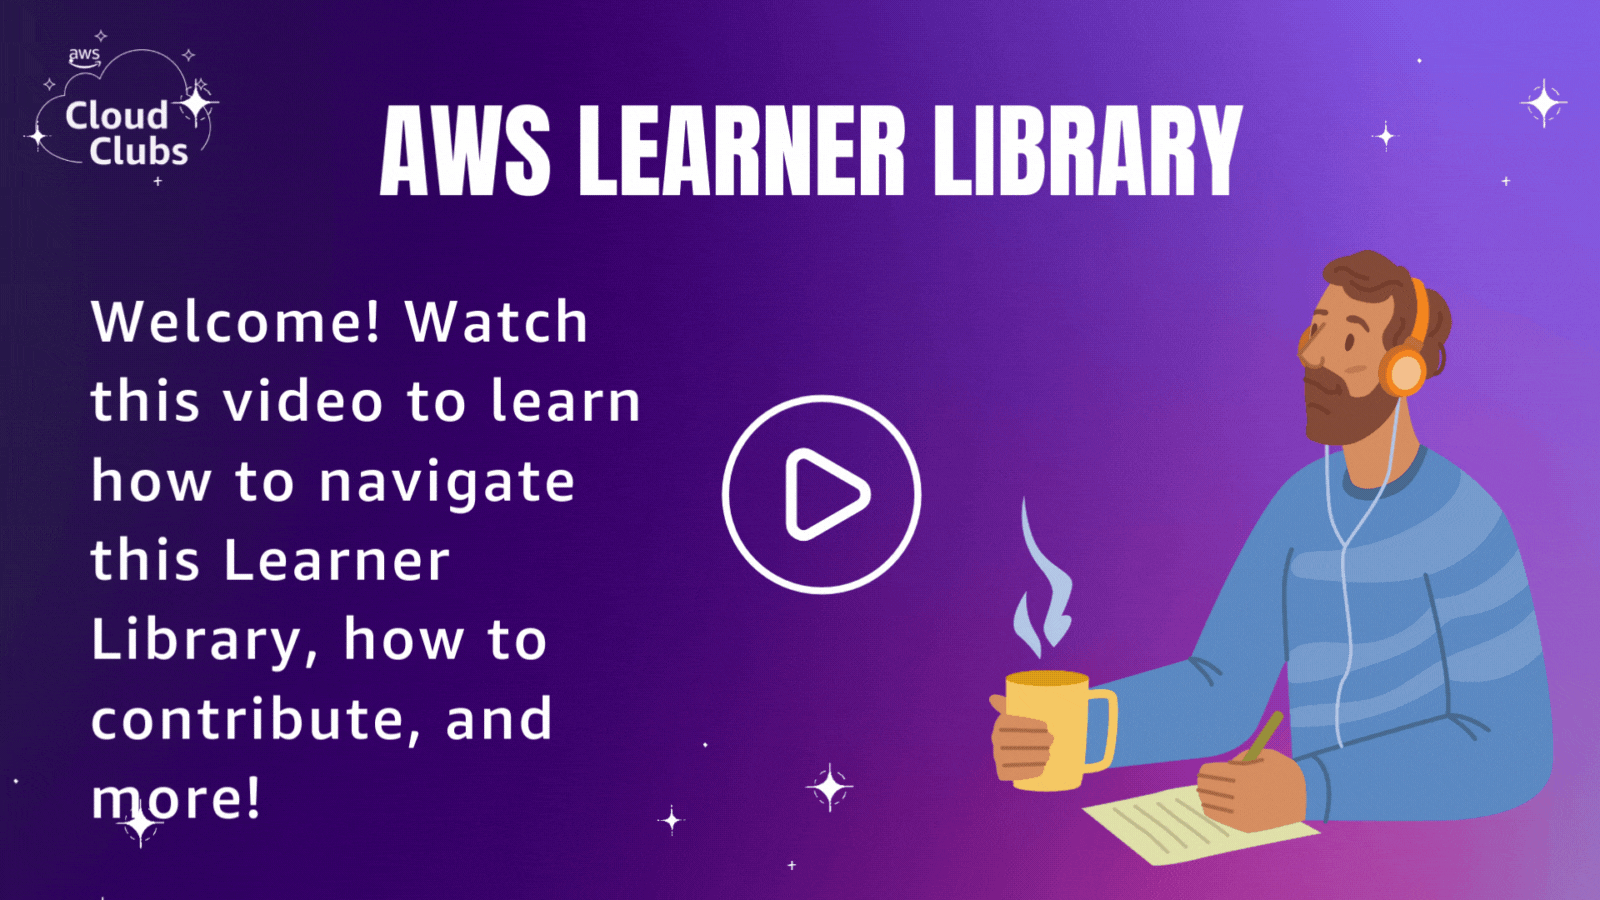 aws
Cloud
Clubs
AWS LEARNER LIBRARY
Welcome! Watch
this video to learn
how to navigate
this Learner
Library, how to
contribute, and
more!